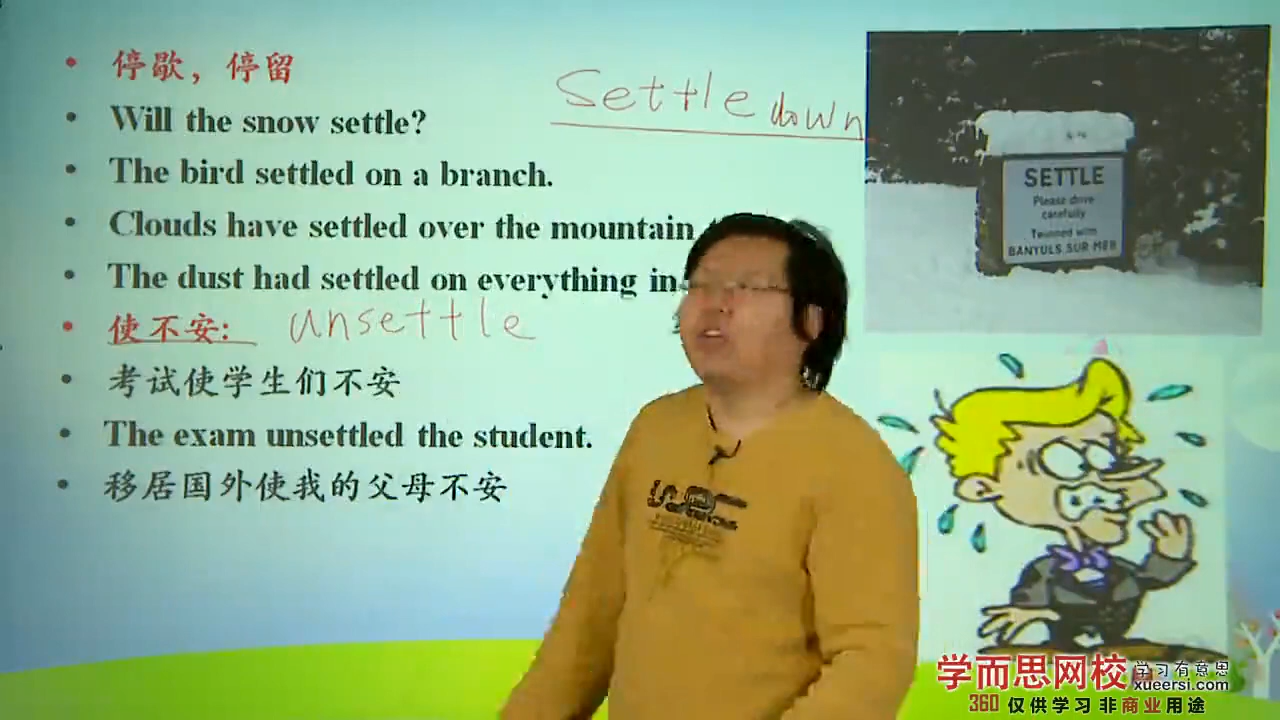 停歇，停留
Will the snow settle?
Settle down
The bird settled on a branch.
Clouds have settled over the mountain
The dust had settled on everything in
使不安: unsettle
考试使学生们不安
The exam unsettled the student.
移居国外使我的父母不安
SETTLE
Please drive
carefully
Twinned with
BANYULS SUR MER
学而思网校 学习有意思
xueersi.com
360 仅供学习 非商业用途